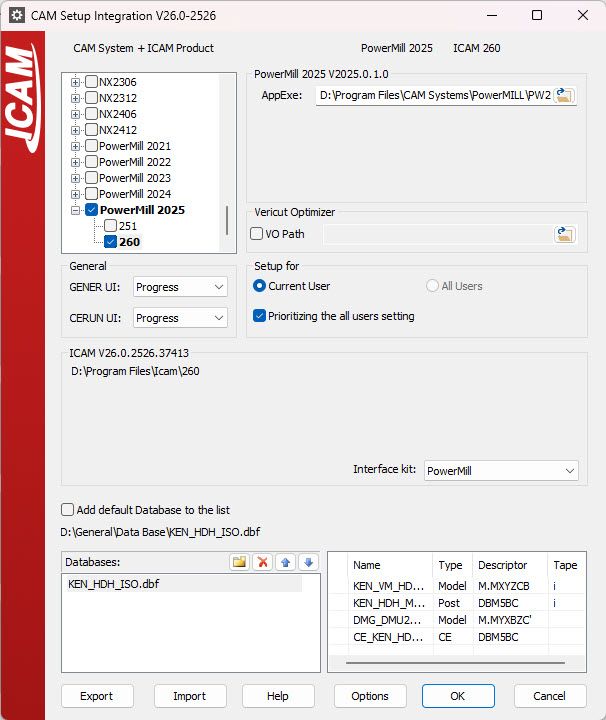 CAM Setup Integration V26.0-2526
ICAM
CAM System + ICAM Product
PowerMill 2025 ICAM 260
NX2306
NX2312
NX2406
NX2412
PowerMill 2021
PowerMill 2022
PowerMill 2023
PowerMill 2024
PowerMill 2025
251
260
PowerMill 2025 V2025.0.1.0
AppExe: D:\Program Files\CAM Systems\PowerMILL\PW2
Vericut Optimizer
VO Path
General
GENER UI: Progress
CERUN UI: Progress
Setup for
Current User All Users
Prioritizing the all users setting
ICAM V26.0.2526.37413
D:\Program Files\Icam\260
Interface kit: PowerMill
Add default Database to the list
D:\General\Data Base\KEN_HDH_ISO.dbf
Databases:
KEN_HDH_ISO.dbf
Name Type Descriptor Tape
KEN_VM_HD... Model M.MXYZCB i
KEN_HDH_M... Post DBM5BC i
DMG_DMU2... Model M.MYXBZC'
CE_KEN_HD... CE DBM5BC
Export Import Help Options OK Cancel